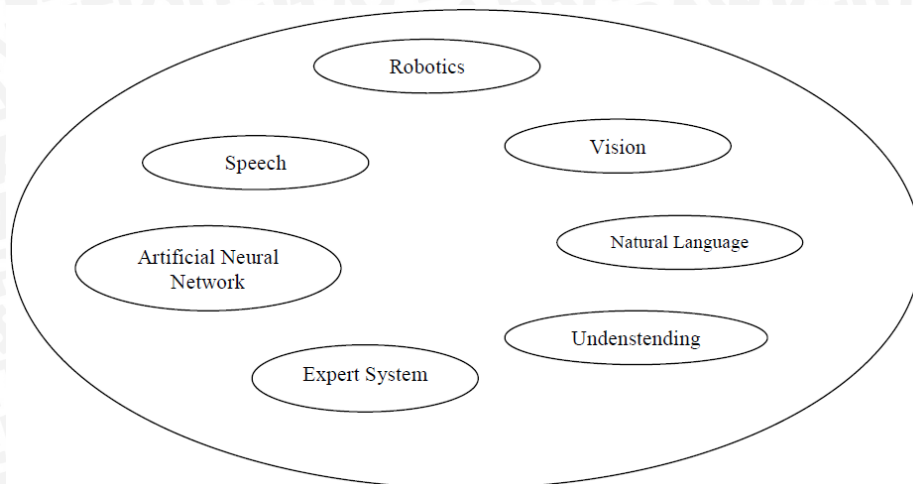 Robotics
Speech
Vision
Artificial Neural
Network
Natural Language
Undenstending
Expert System